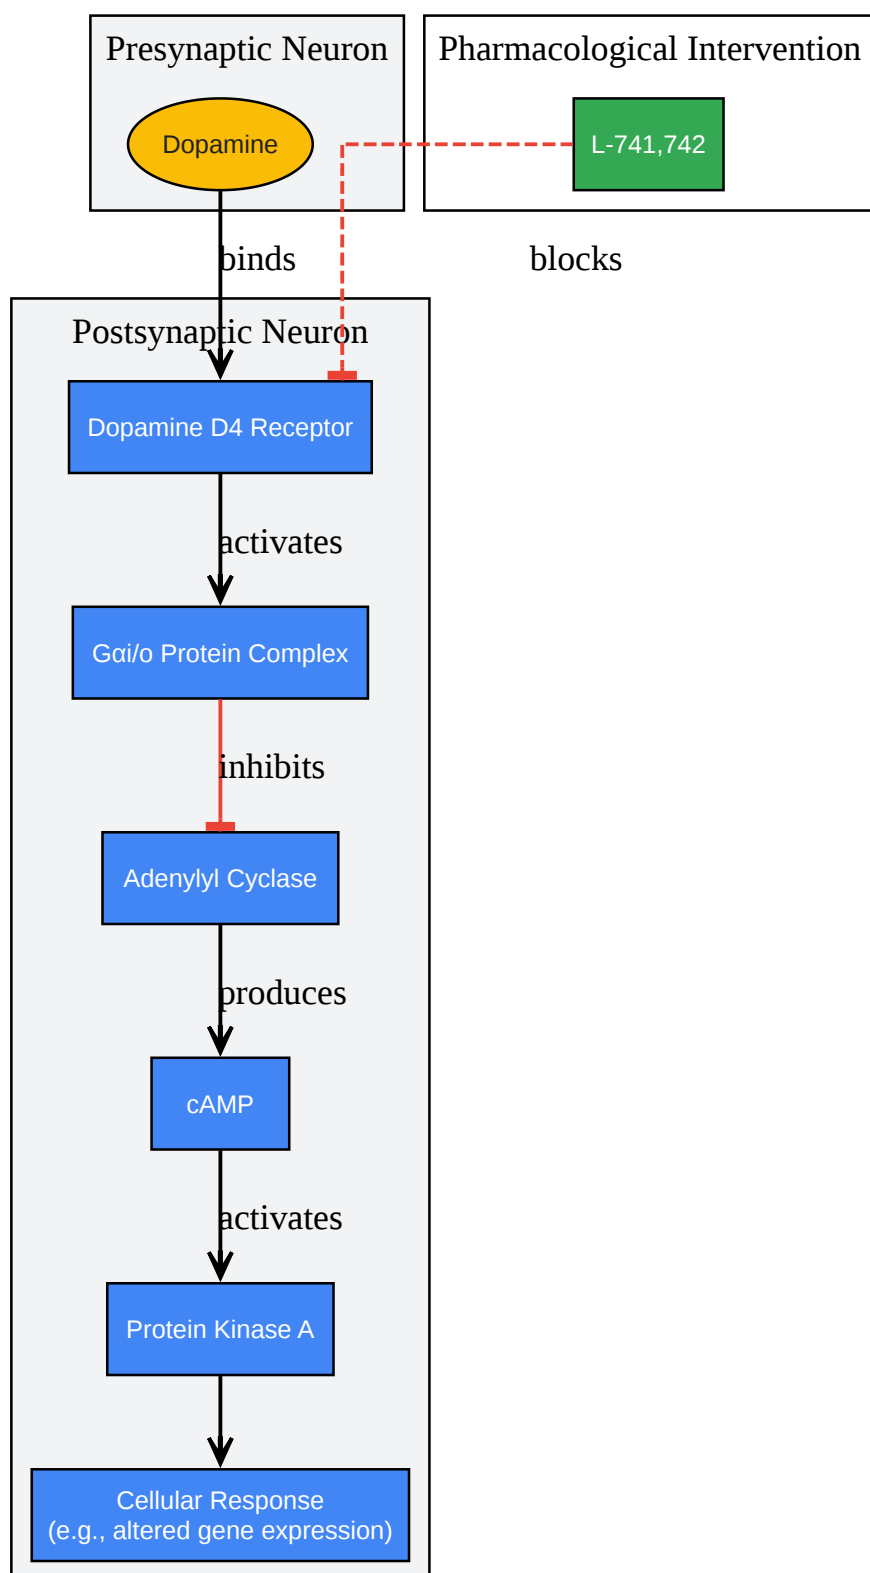 Presynaptic Neuron
Pharmacological Intervention
Dopamine
L-741,742
binds
blocks
Postsynaptic Neuron
Dopamine D4 Receptor
activates
Gαi/o Protein Complex
inhibits
Adenylyl Cyclase
produces
cAMP
activates
Protein Kinase A
Cellular Response
(e.g., altered gene expression)